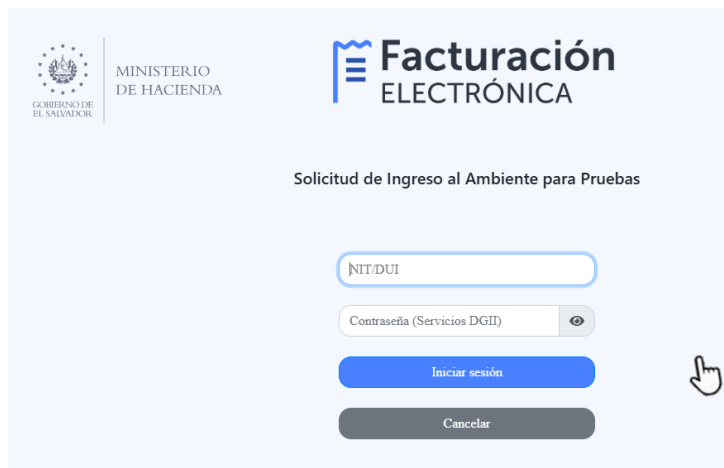 GOBIERNO DE
EL SALVADOR
MINISTERIO
DE HACIENDA
Facturación
ELECTRÓNICA
Solicitud de Ingreso al Ambiente para Pruebas
NIT/DUI
Contraseña (Servicios DGII)
Iniciar sesión
Cancelar